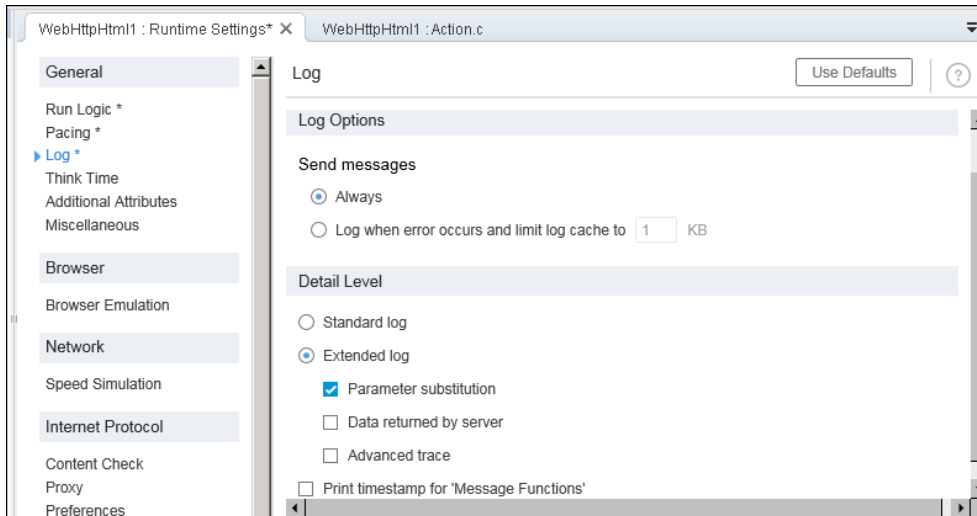 WebHttpHtml1 : Runtime Settings* ✕ WebHttpHtml1 : Action.c
General
Run Logic *
Pacing *
Log *
Think Time
Additional Attributes
Miscellaneous
Browser
Browser Emulation
Network
Speed Simulation
Internet Protocol
Content Check
Proxy
Preferences
Log
Use Defaults
?
Log Options
Send messages
Always
Log when error occurs and limit log cache to 1 KB
Detail Level
Standard log
Extended log
Parameter substitution
Data returned by server
Advanced trace
Print timestamp for 'Message Functions'